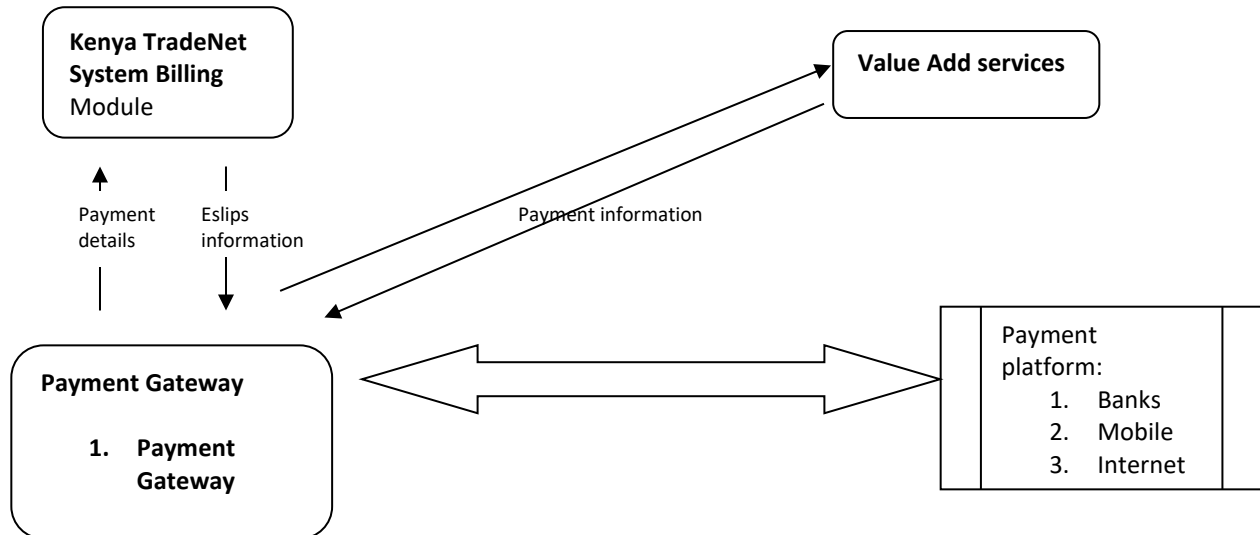 Kenya TradeNet
System Billing
Module
Value Add services
Payment
details
Eslips
information
Payment information
Payment Gateway
1. Payment
Gateway
Payment
platform:
1. Banks
2. Mobile
3. Internet